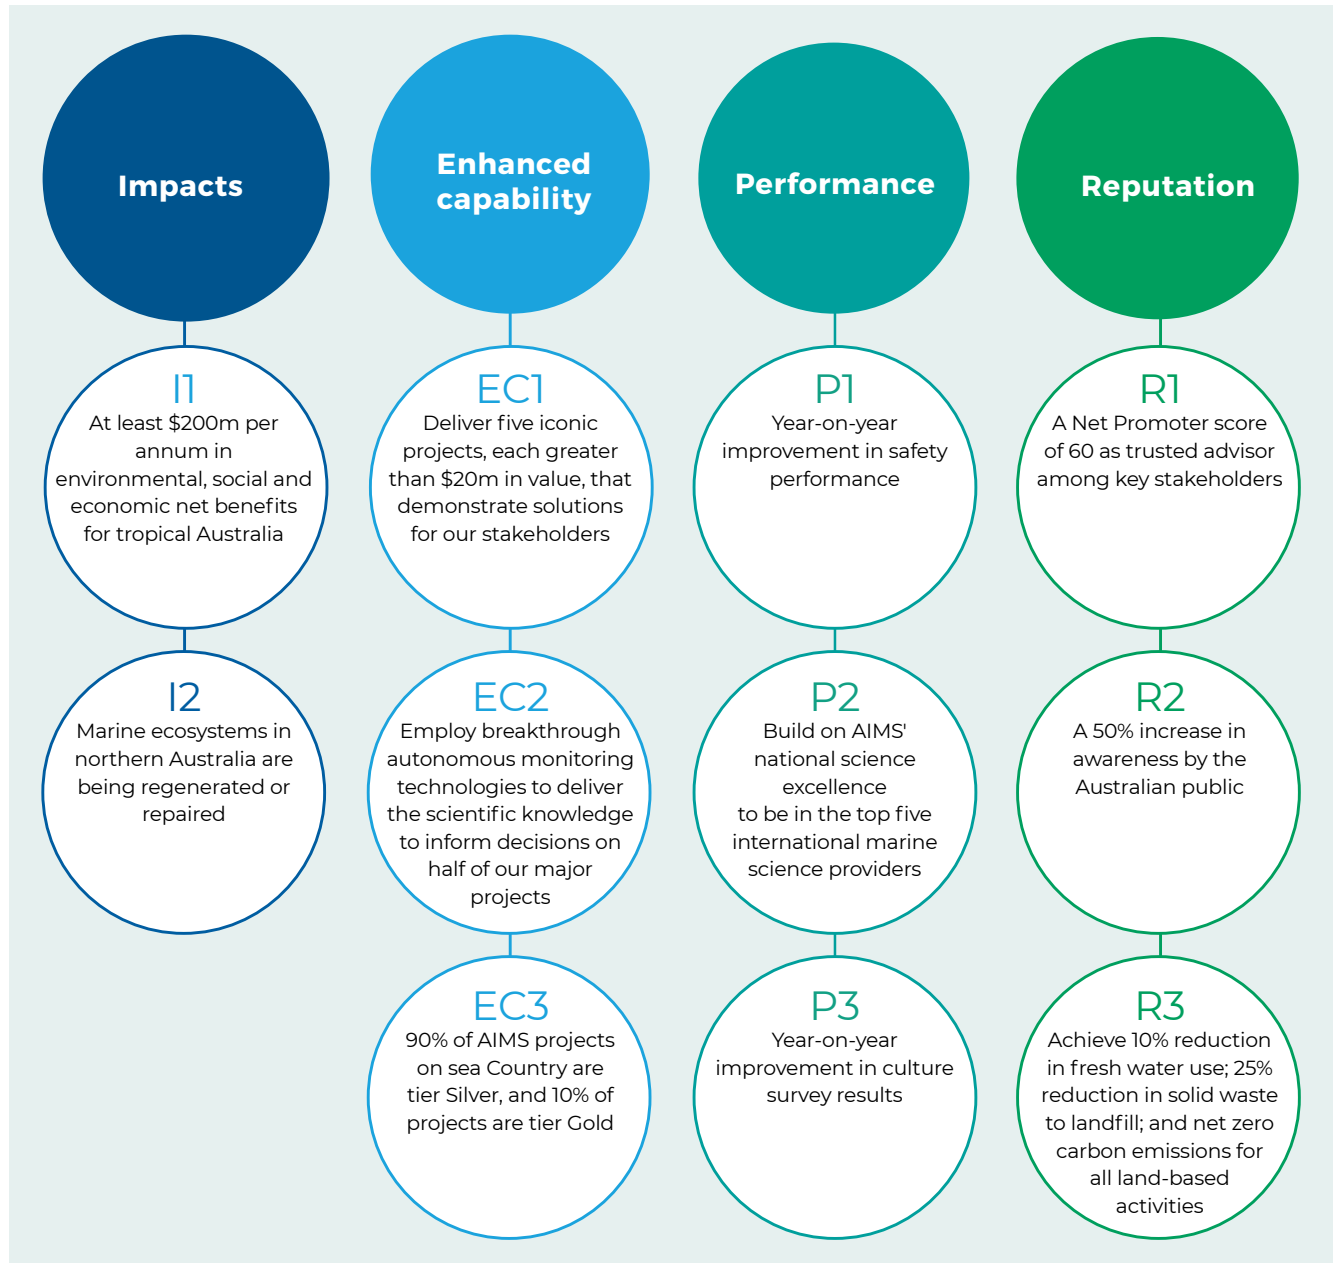 Impacts
I1
At least $200m per
annum in
environmental, social and
economic net benefits
for tropical Australia
I2
Marine ecosystems in
northern Australia are
being regenerated or
repaired
Enhanced
capability
EC1
Deliver five iconic
projects, each greater
than $20m in value, that
demonstrate solutions
for our stakeholders
EC2
Employ breakthrough
autonomous monitoring
technologies to deliver
the scientific knowledge
to inform decisions on
half of our major
projects
EC3
90% of AIMS projects
on sea Country are
tier Silver, and 10% of
projects are tier Gold
Performance
P1
Year-on-year
improvement in safety
performance
P2
Build on AIMS'
national science
excellence
to be in the top five
international marine
science providers
P3
Year-on-year
improvement in culture
survey results
Reputation
R1
A Net Promoter score
of 60 as trusted advisor
among key stakeholders
R2
A 50% increase in
awareness by the
Australian public
R3
Achieve 10% reduction
in fresh water use; 25%
reduction in solid waste
to landfill; and net zero
carbon emissions for
all land-based
activities